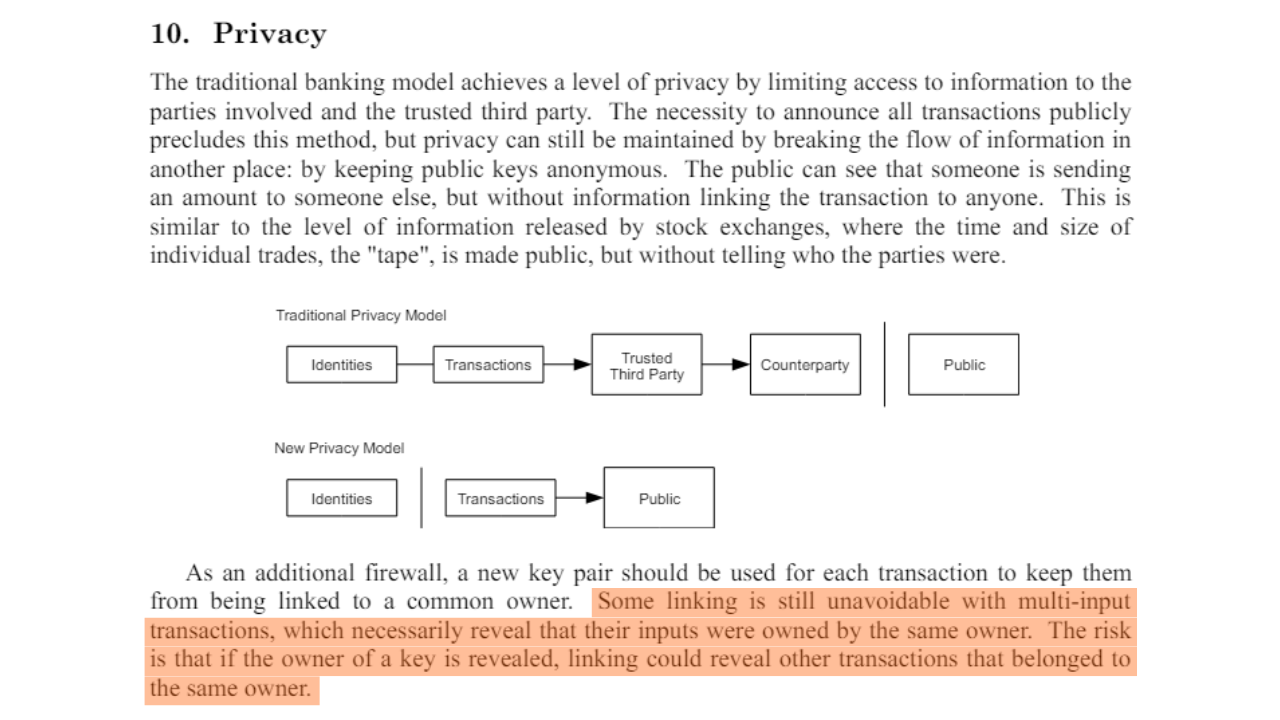 10. Privacy
The traditional banking model achieves a level of privacy by limiting access to information to the
parties involved and the trusted third party. The necessity to announce all transactions publicly
precludes this method, but privacy can still be maintained by breaking the flow of information in
another place: by keeping public keys anonymous. The public can see that someone is sending
an amount to someone else, but without information linking the transaction to anyone. This is
similar to the level of information released by stock exchanges, where the time and size of
individual trades, the "tape", is made public, but without telling who the parties were.
Traditional Privacy Model
Identities
Transactions
Trusted
Third Party
Counterparty
Public
New Privacy Model
Identities
Transactions
Public
As an additional firewall, a new key pair should be used for each transaction to keep them
from being linked to a common owner. Some linking is still unavoidable with multi-input
transactions, which necessarily reveal that their inputs were owned by the same owner. The risk
is that if the owner of a key is revealed, linking could reveal other transactions that belonged to
the same owner.